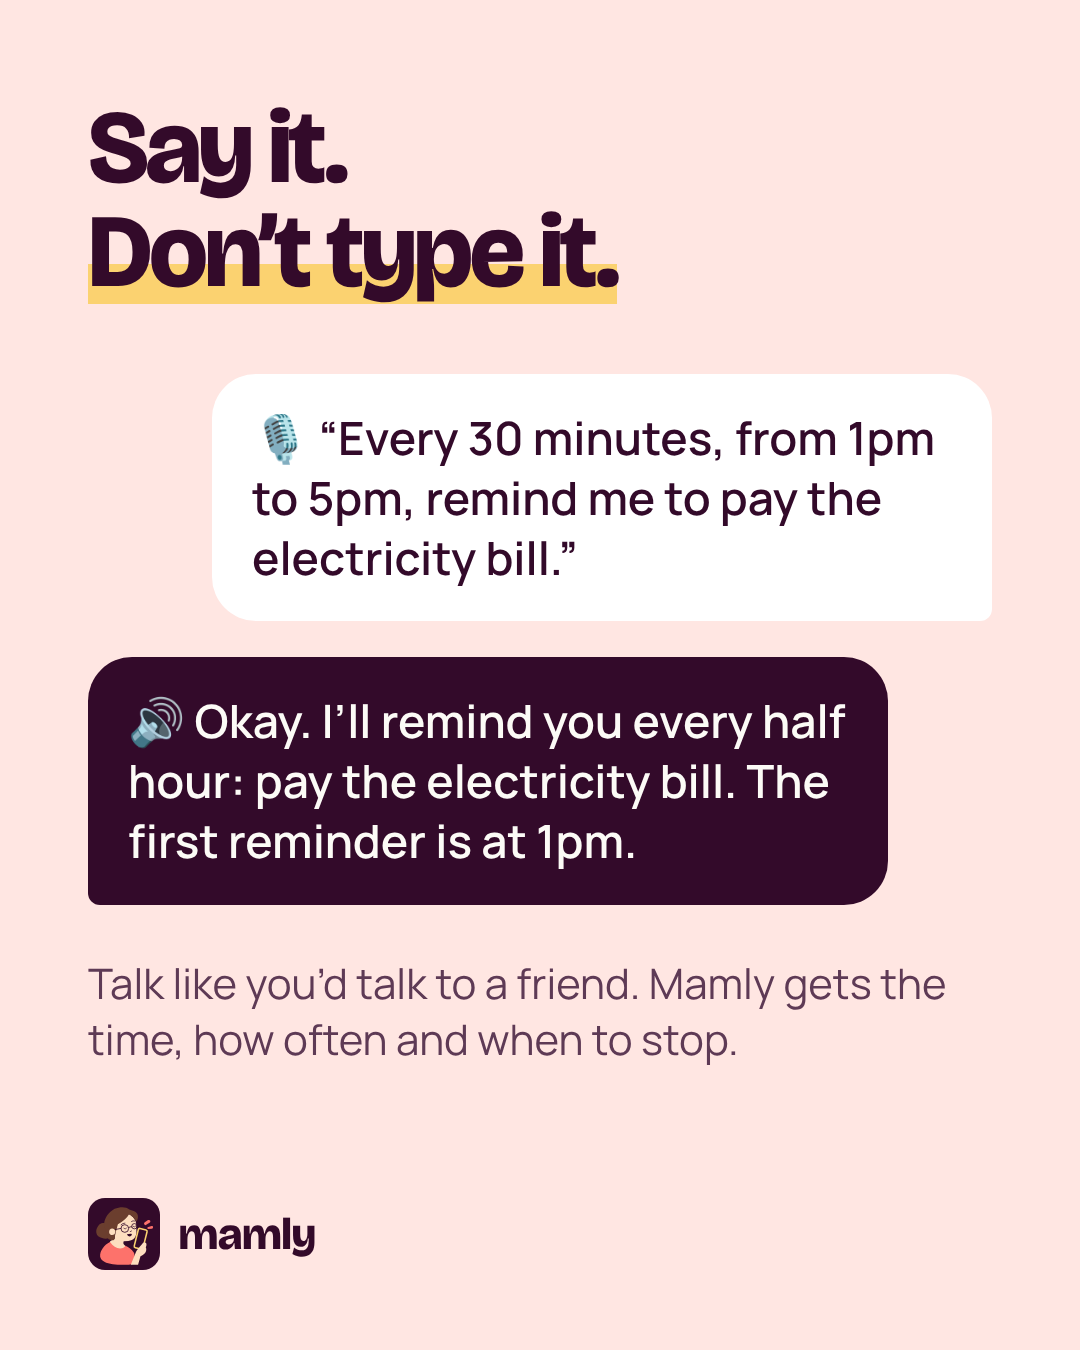 Say it.
Don’t type it.
🎙️ “Every 30 minutes, from 1pm
to 5pm, remind me to pay the
electricity bill.”
🔊 Okay. I’ll remind you every half
hour: pay the electricity bill. The
first reminder is at 1pm.
Talk like you’d talk to a friend. Mamly gets the
time, how often and when to stop.
mamly